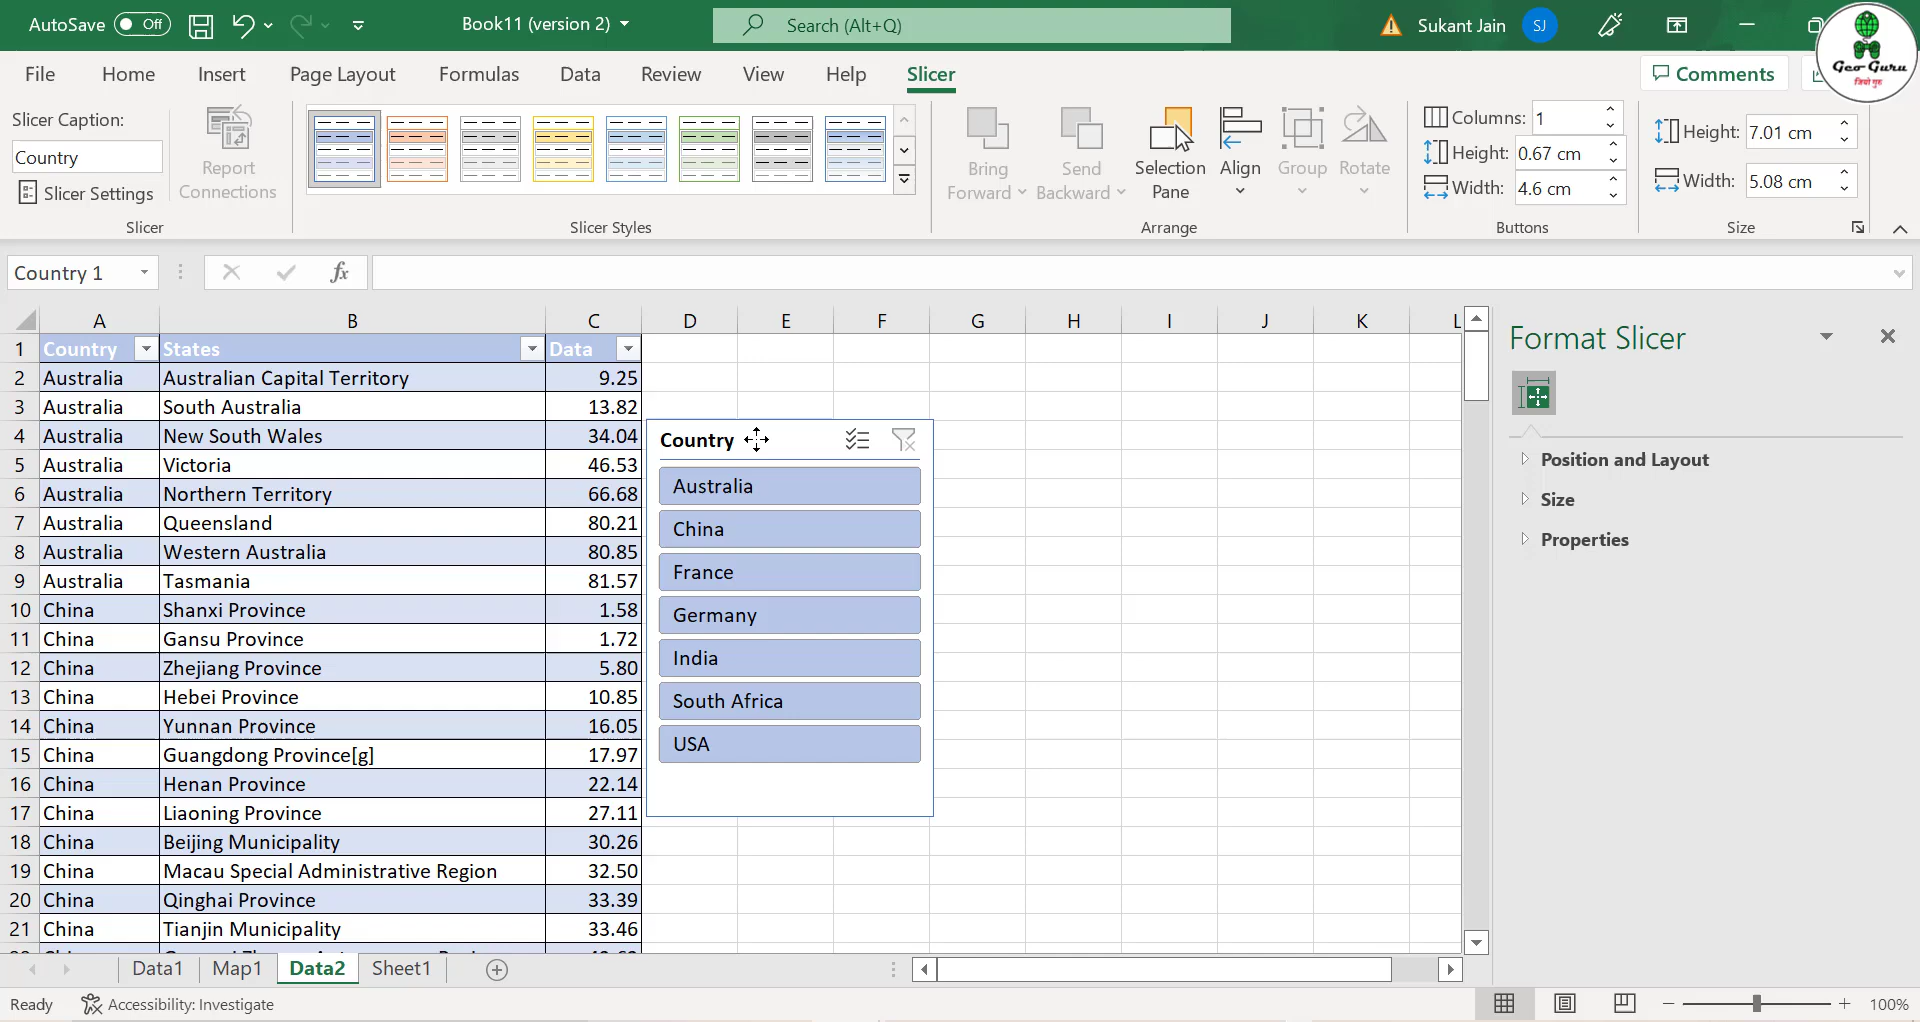 AutoSave Off Book11 (version 2) Search (Alt+Q) Sukant Jain SJ
Geo Guru
जियो गुरु
File Home Insert Page Layout Formulas Data Review View Help Slicer Comments
Slicer Caption:
Country
Slicer Settings
Report
Connections
Slicer
Slicer Styles
Bring
Forward
Send
Backward
Selection
Pane
Align
Group
Rotate
Arrange
Columns: 1
Height: 0.67 cm
Width: 4.6 cm
Buttons
Height: 7.01 cm
Width: 5.08 cm
Size
Country 1 fx
A B C D E F G H I J K L
1 Country States Data
2 Australia Australian Capital Territory 9.25
3 Australia South Australia 13.82
4 Australia New South Wales 34.04
5 Australia Victoria 46.53
6 Australia Northern Territory 66.68
7 Australia Queensland 80.21
8 Australia Western Australia 80.85
9 Australia Tasmania 81.57
10 China Shanxi Province 1.58
11 China Gansu Province 1.72
12 China Zhejiang Province 5.80
13 China Hebei Province 10.85
14 China Yunnan Province 16.05
15 China Guangdong Province[g] 17.97
16 China Henan Province 22.14
17 China Liaoning Province 27.11
18 China Beijing Municipality 30.26
19 China Macau Special Administrative Region 32.50
20 China Qinghai Province 33.39
21 China Tianjin Municipality 33.46
Country
Australia
China
France
Germany
India
South Africa
USA
Format Slicer
Position and Layout
Size
Properties
Data1 Map1 Data2 Sheet1
Ready Accessibility: Investigate 100%